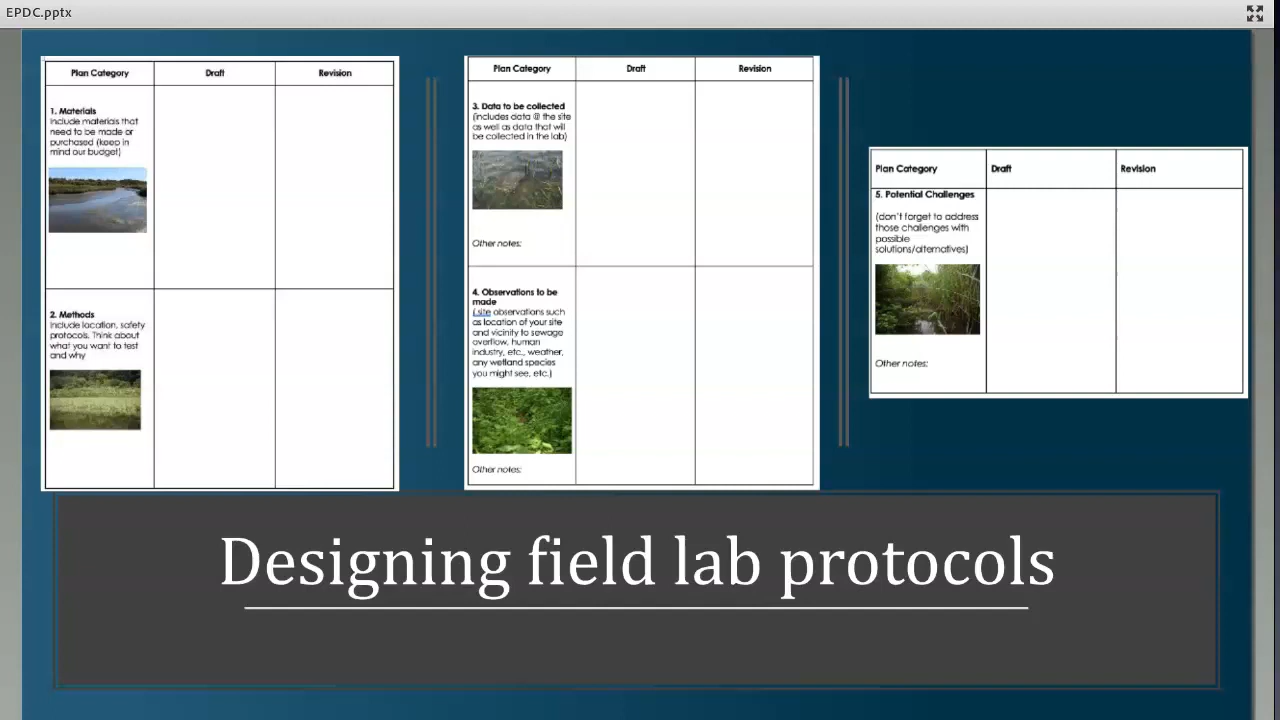 EPDC.pptx
Plan Category Draft Revision
1. Materials
Include materials that
need to be made or
purchased (keep in
mind our budget)
2. Methods
Include location, safety
protocols. Think about
what you want to test
and why
Plan Category Draft Revision
3. Data to be collected
(includes data @ the site
as well as data that will
be collected in the lab)
Other notes:
4. Observations to be
made
( site observations such
as location of your site
and vicinity to sewage
overflow, human
industry, etc., weather,
any wetland species
you might see, etc.)
Other notes:
Plan Category Draft Revision
5. Potential Challenges
(don't forget to address
those challenges with
possible
solutions/alternatives)
Other notes:
Designing field lab protocols